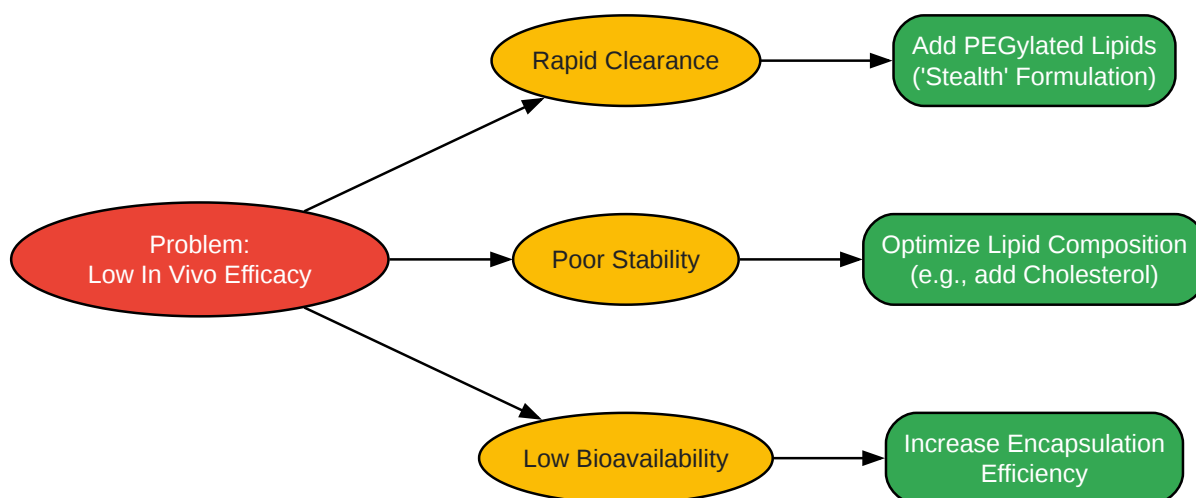 Rapid Clearance
Add PEGylated Lipids
('Stealth' Formulation)
Problem:
Low In Vivo Efficacy
Poor Stability
Optimize Lipid Composition
(e.g., add Cholesterol)
Low Bioavailability
Increase Encapsulation
Efficiency